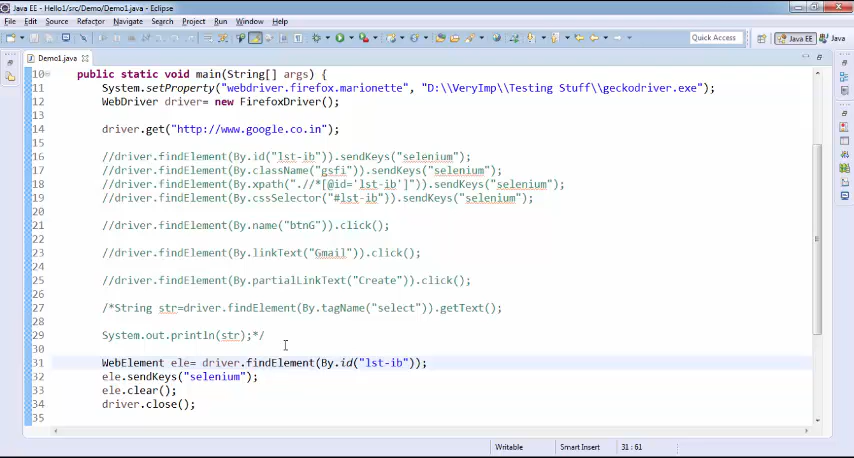 Java EE - Hello1/src/Demo/Demo1.java - Eclipse
File Edit Source Refactor Navigate Search Project Run Window Help
Quick Access Java EE Java
Demo1.java
10 public static void main(String[] args) {
11 System.setProperty("webdriver.firefox.marionette", "D:\\VeryImp\\Testing Stuff\\geckodriver.exe");
12 WebDriver driver= new FirefoxDriver();
13
14 driver.get("http://www.google.co.in");
15
16 //driver.findElement(By.id("lst-ib")).sendKeys("selenium");
17 //driver.findElement(By.className("gsfi")).sendKeys("selenium");
18 //driver.findElement(By.xpath(".//*[@id='lst-ib']")).sendKeys("selenium");
19 //driver.findElement(By.cssSelector("#lst-ib")).sendKeys("selenium");
20
21 //driver.findElement(By.name("btnG")).click();
22
23 //driver.findElement(By.linkText("Gmail")).click();
24
25 //driver.findElement(By.partialLinkText("Create")).click();
26
27 /*String str=driver.findElement(By.tagName("select")).getText();
28
29 System.out.println(str);*/
30
31 WebElement ele= driver.findElement(By.id("lst-ib"));
32 ele.sendKeys("selenium");
33 ele.clear();
34 driver.close();
35
Writable Smart Insert 31 : 61